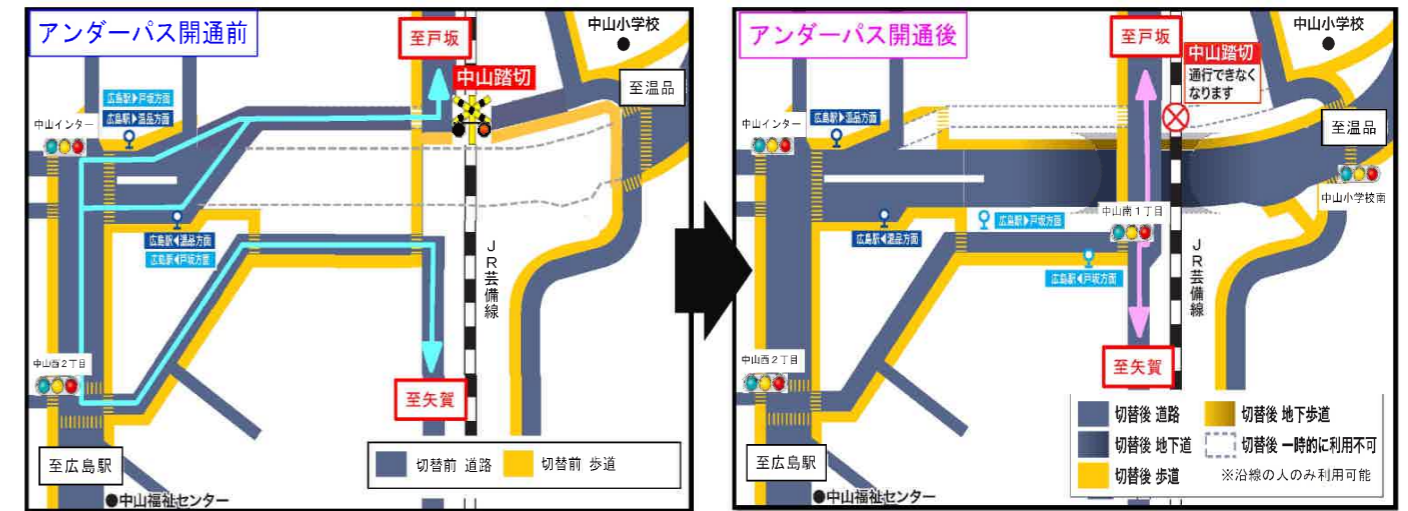 アンダーパス開通前
至戸坂
中山小学校
中山踏切
至温品
広島駅▶戸坂方面
広島駅▶温品方面
中山インター
広島駅◀温品方面
広島駅◀戸坂方面
JR芸備線
中山西2丁目
至矢賀
至広島駅
切替前 道路
切替前 歩道
●中山福祉センター
アンダーパス開通後
至戸坂
中山小学校
中山踏切
通行できなく
なります
至温品
中山インター
広島駅▶温品方面
中山小学校南
中山南1丁目
広島駅▶戸坂方面
広島駅◀温品方面
広島駅◀戸坂方面
JR芸備線
中山西2丁目
至矢賀
切替後 道路
切替後 地下歩道
切替後 地下道
切替後 一時的に利用不可
切替後 歩道
※沿線の人のみ利用可能
至広島駅
●中山福祉センター